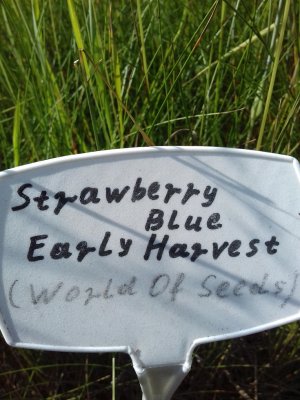 Strawberry
Blue
Early Harvest
(World Of Seeds)